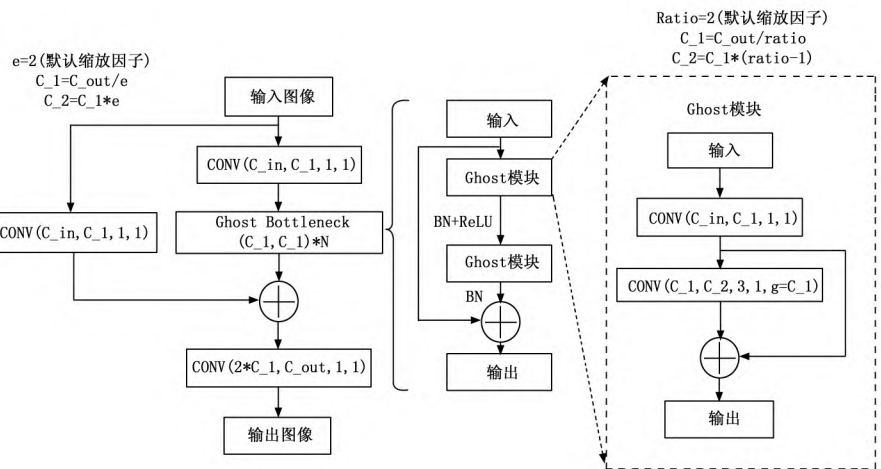 e=2(默认缩放因子)
C_1=C_out/e
C_2=C_1*e
输入图像
CONV(C_in,C_1,1,1)
CONV(C_in,C_1,1,1)
Ghost Bottleneck
(C_1,C_1)*N
CONV(2*C_1,C_out,1,1)
输出图像
输入
Ghost模块
BN+ReLU
Ghost模块
BN
输出
Ratio=2(默认缩放因子)
C_1=C_out/ratio
C_2=C_1*(ratio-1)
Ghost模块
输入
CONV(C_in,C_1,1,1)
CONV(C_1,C_2,3,1,g=C_1)
输出